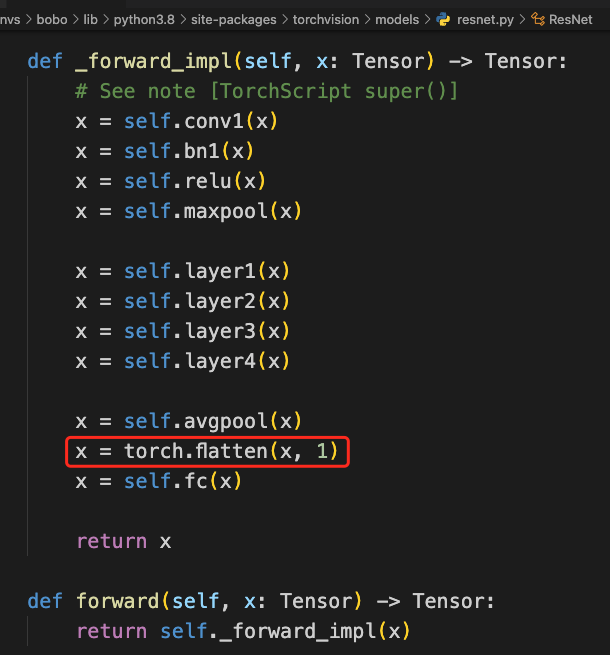 nvs > bobo > lib > python3.8 > site-packages > torchvision > models > resnet.py > ResNet
def _forward_impl(self, x: Tensor) -> Tensor:
# See note [TorchScript super()]
x = self.conv1(x)
x = self.bn1(x)
x = self.relu(x)
x = self.maxpool(x)
x = self.layer1(x)
x = self.layer2(x)
x = self.layer3(x)
x = self.layer4(x)
x = self.avgpool(x)
x = torch.flatten(x, 1)
x = self.fc(x)
return x
def forward(self, x: Tensor) -> Tensor:
return self._forward_impl(x)